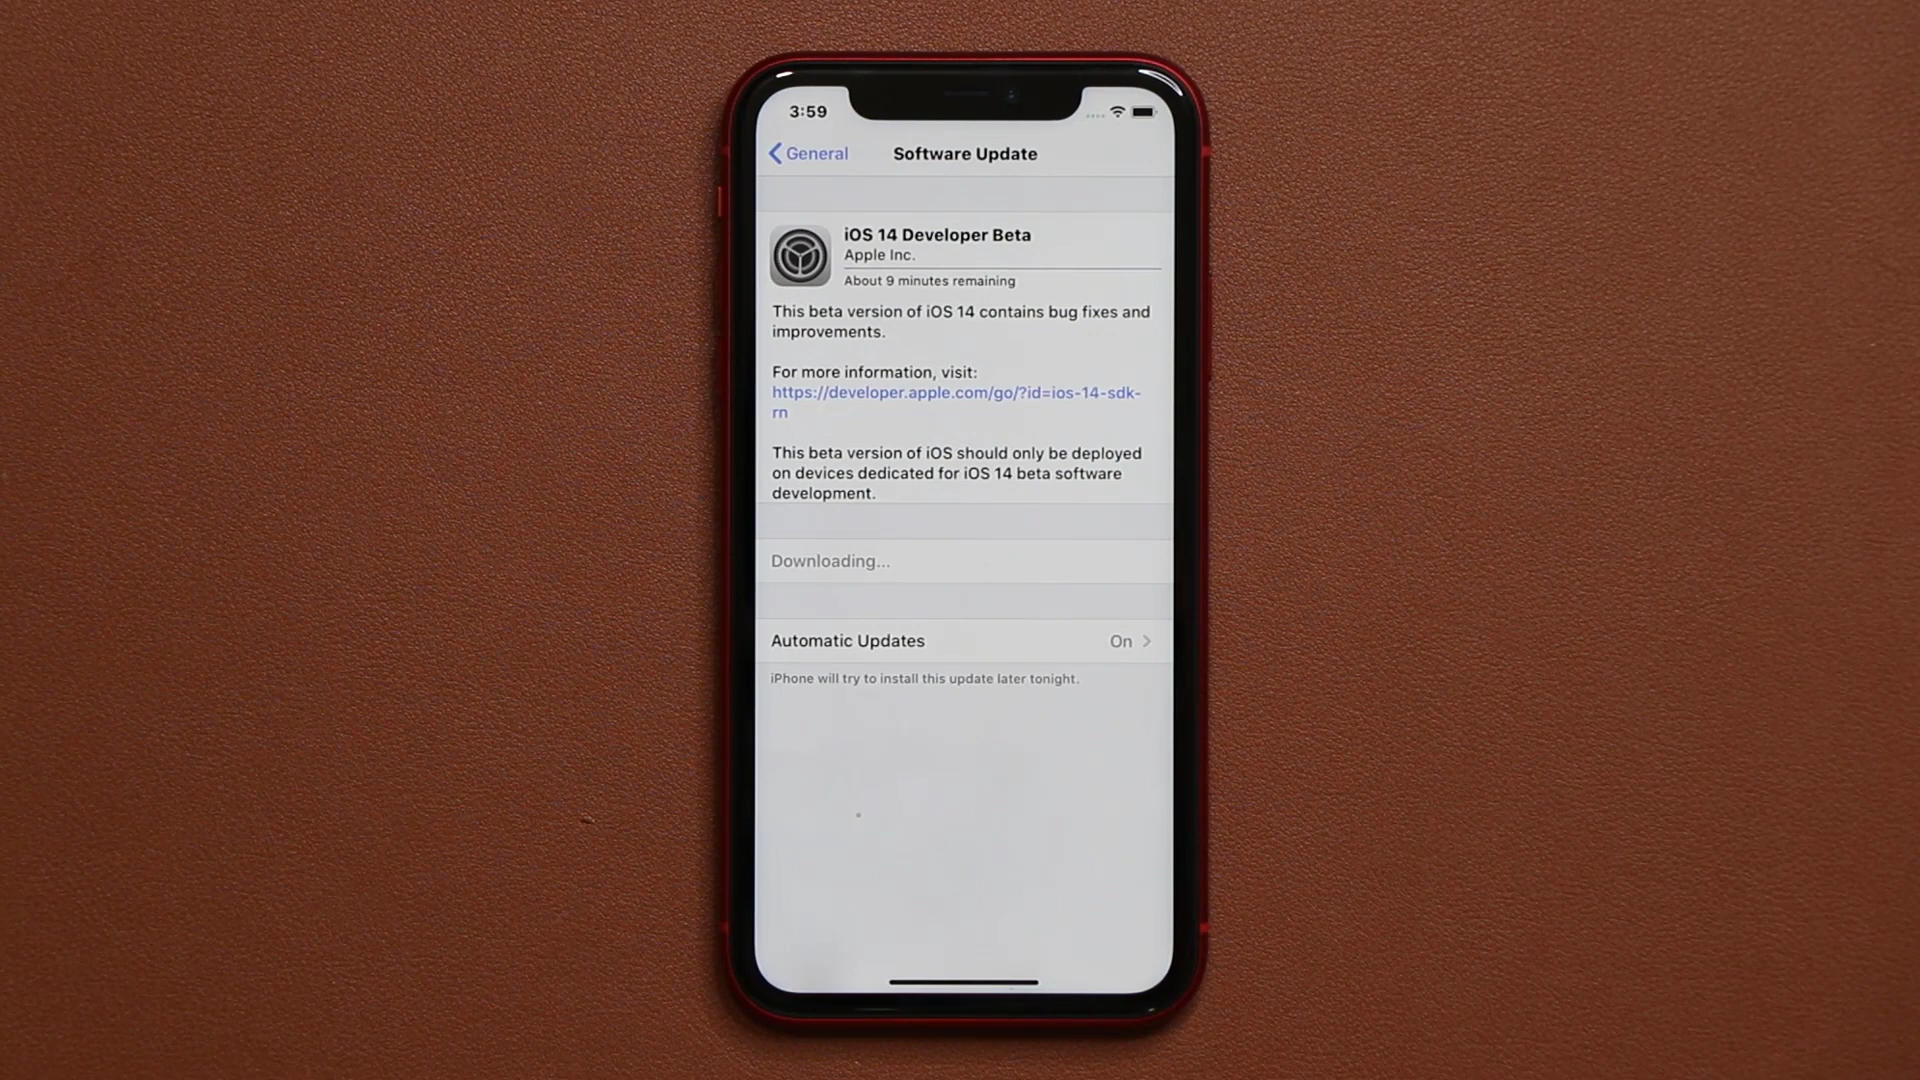 3:59
General
Software Update
iOS 14 Developer Beta
Apple Inc.
About 9 minutes remaining
This beta version of iOS 14 contains bug fixes and
improvements.
For more information, visit:
https://developer.apple.com/go/?id=ios-14-sdk-
rn
This beta version of iOS should only be deployed
on devices dedicated for iOS 14 beta software
development.
Downloading...
Automatic Updates On
iPhone will try to install this update later tonight.